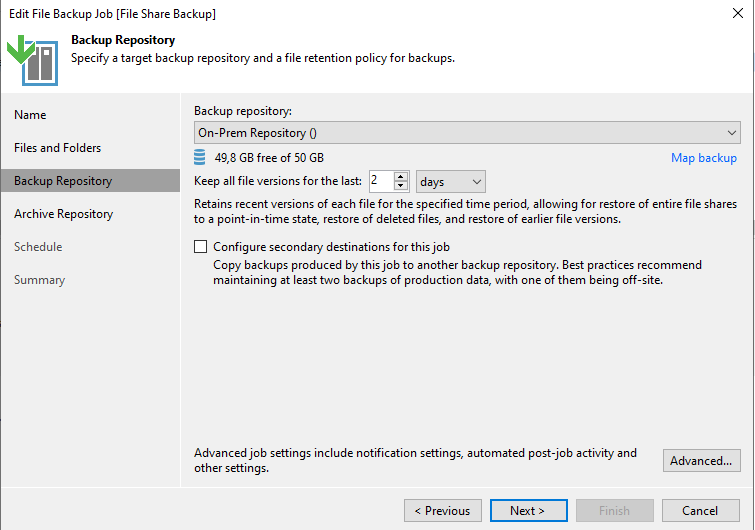 Edit File Backup Job [File Share Backup]
Backup Repository
Specify a target backup repository and a file retention policy for backups.
Name
Files and Folders
Backup Repository
Archive Repository
Schedule
Summary
Backup repository:
On-Prem Repository ()
49,8 GB free of 50 GB
Map backup
Keep all file versions for the last: 2 days
Retains recent versions of each file for the specified time period, allowing for restore of entire file shares
to a point-in-time state, restore of deleted files, and restore of earlier file versions.
Configure secondary destinations for this job
Copy backups produced by this job to another backup repository. Best practices recommend
maintaining at least two backups of production data, with one of them being off-site.
Advanced job settings include notification settings, automated post-job activity and
other settings.
Advanced...
< Previous
Next >
Finish
Cancel